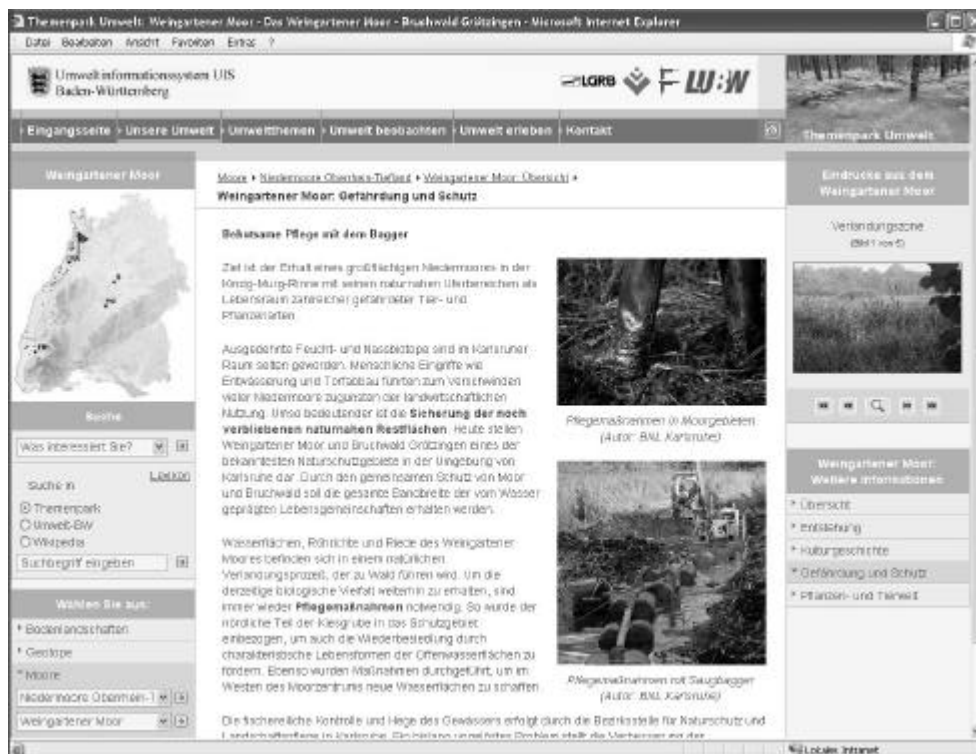 Themenpark Umwelt: Weingartener Moor - Das Weingartener Moor - Bruchwald Grötzingen - Microsoft Internet Explorer
Datei Bearbeiten Ansicht Favoriten Extras ?
Umweltinformationssystem UIS
Baden-Württemberg
LGRB
LU:W
Eingangsseite Unsere Umwelt Umweltthemen Umwelt beobachten Umwelt erleben Kontakt
Themenpark Umwelt
Weingartener Moor
Suche
Was interessiert Sie?
Lexikon
Suche in
Themenpark
Umwelt-BW
Wikipedia
Suchbegriff eingeben
Wählen Sie aus:
Bodenlandschaften
Geotope
Moore
Niedermoore Oberrhein-T
Weingartener Moor
Moore Niedermoore Oberrhein-Tiefland Weingartener Moor: Übersicht
Weingartener Moor: Gefährdung und Schutz
Behutsame Pflege mit dem Bagger
Ziel ist der Erhalt eines großflächigen Niedermoores in der
Kinzig-Murg-Rinne mit seinen naturnahen Uferbereichen als
Lebensraum zahlreicher gefährdeter Tier- und
Pflanzenarten.
Ausgedehnte Feucht- und Nassbiotope sind im Karlsruher
Raum selten geworden. Menschliche Eingriffe wie
Entwässerung und Torfabbau führten zum Verschwinden
vieler Niedermoore zugunsten der landwirtschaftlichen
Nutzung. Umso bedeutender ist die Sicherung der noch
verbliebenen naturnahen Restflächen. Heute stellen
Weingartener Moor und Bruchwald Grötzingen eines der
bekanntesten Naturschutzgebiete in der Umgebung von
Karlsruhe dar. Durch den gemeinsamen Schutz von Moor
und Bruchwald soll die gesamte Bandbreite der vom Wasser
geprägten Lebensgemeinschaften erhalten werden.
Wasserflächen, Röhrichte und Riede des Weingartener
Moores befinden sich in einem natürlichen
Verlandungsprozeß, der zu Wald führen wird. Um die
derzeitige biologische Vielfalt weiterhin zu erhalten, sind
immer wieder Pflegemaßnahmen notwendig. So wurde der
nördliche Teil der Kiesgrube in das Schutzgebiet
einbezogen, um auch die Wiederbesiedlung durch
charakteristische Lebensformen der Offenwasserflächen zu
fördern. Ebenso wurden Maßnahmen durchgeführt, um im
Westen des Moorzentrums neue Wasserflächen zu schaffen
Die fischereiliche Kontrolle und Hege des Gewässers erfolgt durch die Bezirksstelle für Naturschutz und
Pflegemaßnahmen in Moorgebieten
(Autor: BNL Karlsruhe)
Pflegemaßnahmen mit Saugbagger
(Autor: BNL Karlsruhe)
Eindrücke aus dem
Weingartener Moor
Verlandungszone
(Bild 1 von 5)
Weingartener Moor:
Weitere Informationen
Übersicht
Entstehung
Kulturgeschichte
Gefährdung und Schutz
Pflanzen- und Tierwelt
Lokales Intranet